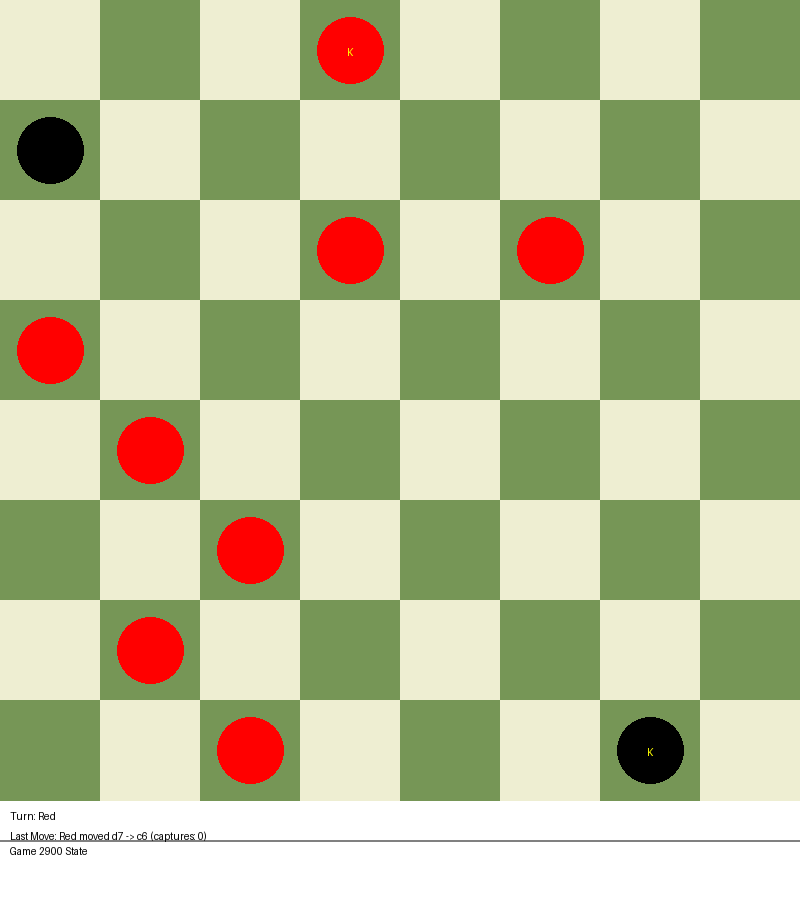 K
K
Turn: Red
Last Move: Red moved d7 -> c6 (captures: 0)
Game 2900 State